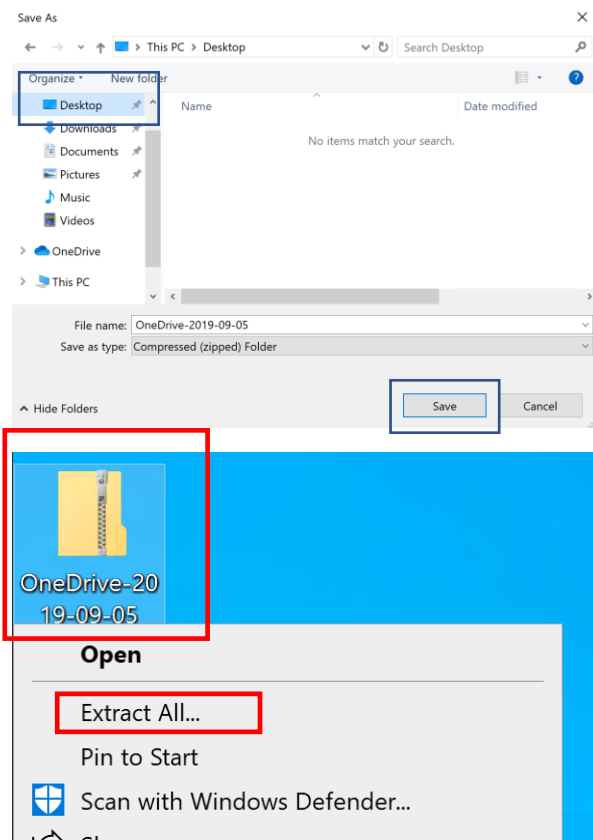 Save As
This PC > Desktop
Search Desktop
Organize
New folder
?
Desktop
Name
Date modified
Downloads
No items match your search.
Documents
Pictures
Music
Videos
OneDrive
This PC
File name: OneDrive-2019-09-05
Save as type: Compressed (zipped) Folder
Hide Folders
Save
Cancel
OneDrive-20
19-09-05
Open
Extract All...
Pin to Start
Scan with Windows Defender...